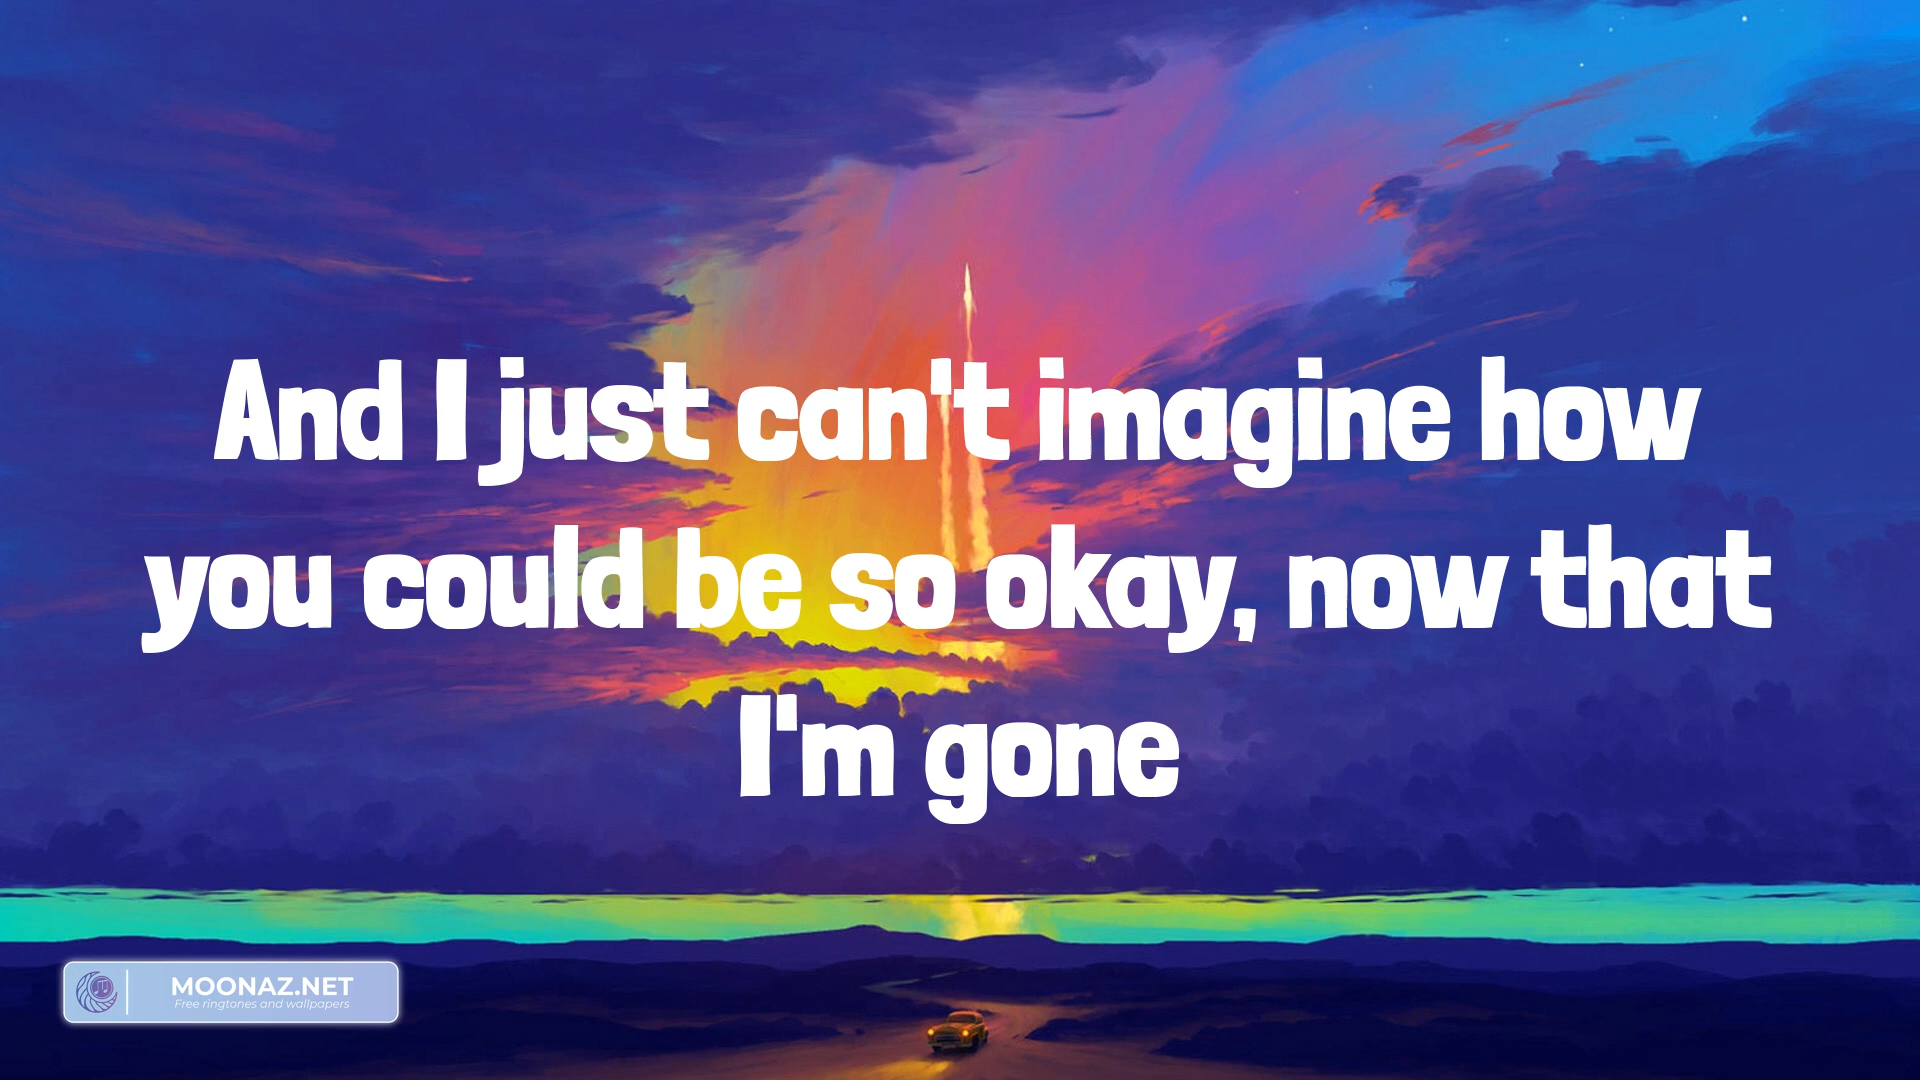 And I just can't imagine how
you could be so okay, now that
I'm gone
MOONAZ.NET
Free ringtones and wallpapers